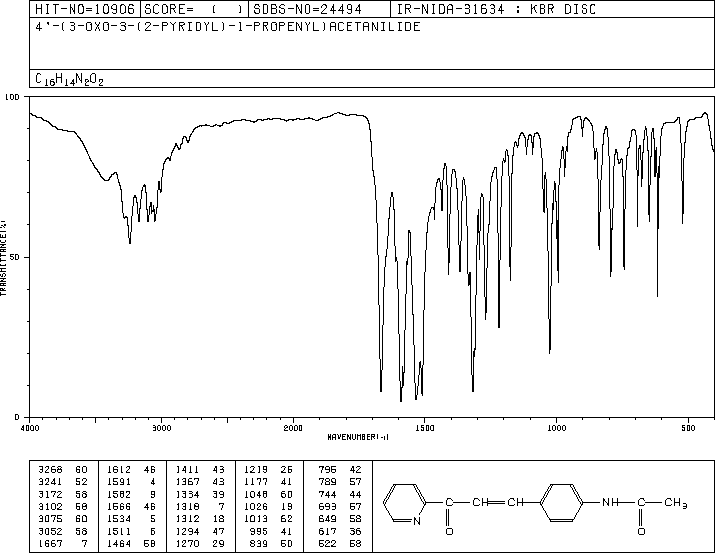 HIT-NO=10906 SCORE= ( ) SDBS-NO=24494 IR-NIDA-31634 : KBR DISC
4'-(3-OXO-3-(2-PYRIDYL)-1-PROPENYL)ACETANILIDE
C16H14N2O2
100
50
0
TRANSMITTANCE(%)
4000 3000 2000 1500 1000 500
WAVENUMBER(-1)
3268 60 1612 46 1411 43 1219 26 796 42
3241 52 1591 4 1367 43 1177 41 789 57
3172 58 1582 9 1334 39 1048 60 744 44
3102 58 1566 46 1318 7 1026 19 693 57
3075 60 1534 5 1312 18 1013 62 649 58
3052 58 1511 6 1294 47 995 41 617 36
1667 7 1464 58 1270 29 839 50 522 58
N C O CH CH NH C O CH3